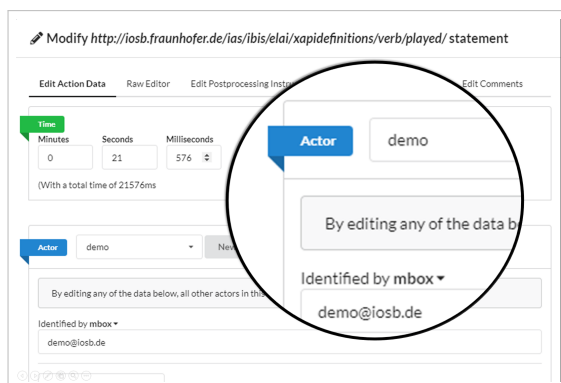 Modify http://iosb.fraunhofer.de/ias/ibis/elai/xapidefinitions/verb/played/ statement
Edit Action Data Raw Editor Edit Postprocessing Edit Comments
Time
Minutes Seconds Milliseconds
0 21 576
(With a total time of 21576ms
Actor demo New
By editing any of the data below, all other actors in this
Identified by mbox
demo@iosb.de
Actor demo
By editing any of the data
Identified by mbox
demo@iosb.de